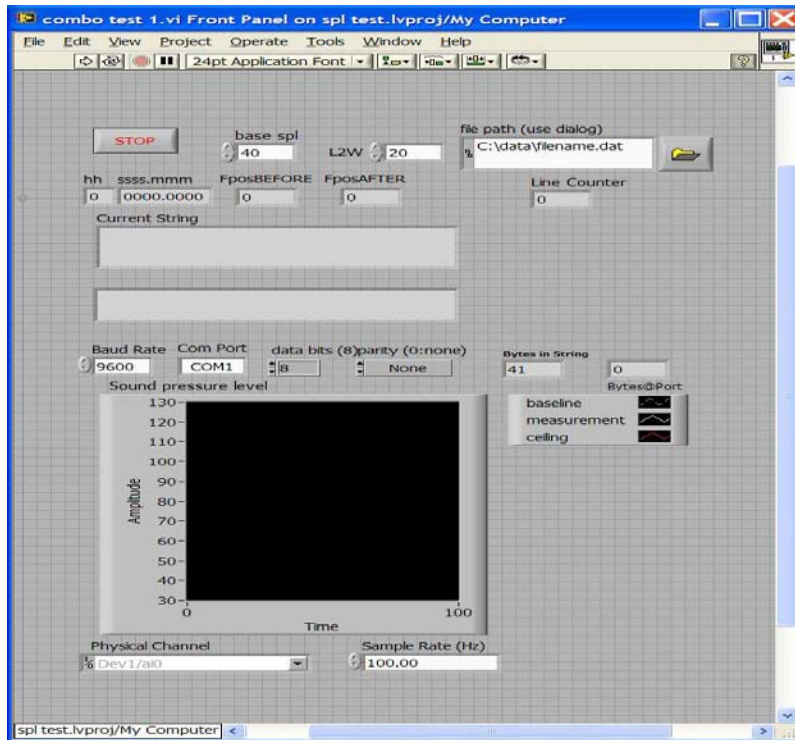 combo test 1.vi Front Panel on spl test.lvproj/My Computer
File Edit View Project Operate Tools Window Help
24pt Application Font
STOP
base spl
40
L2W
20
file path (use dialog)
C:\data\filename.dat
hh ssss.mmm FposBEFORE FposAFTER
0 0000.0000 0 0
Line Counter
0
Current String
Baud Rate Com Port data bits (8) parity (0:none)
9600 COM1 8 None
Bytes in String
41 0
Bytes@Port
Sound pressure level
baseline
measurement
ceiling
130
120
110
100
90
80
70
60
50
40
30
Amplitude
0 100
Time
Physical Channel
Dev1/ai0
Sample Rate (Hz)
100.00
spl test.lvproj/My Computer